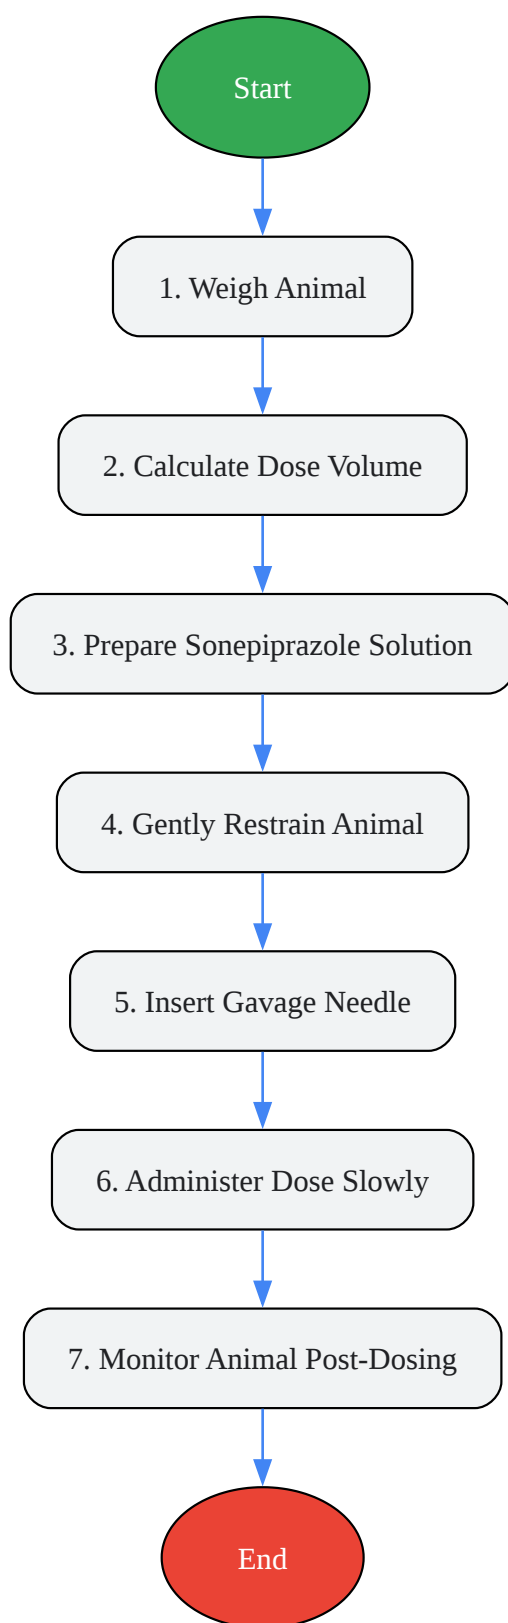 Start
1. Weigh Animal
2. Calculate Dose Volume
3. Prepare Sonepiprazole Solution
4. Gently Restrain Animal
5. Insert Gavage Needle
6. Administer Dose Slowly
7. Monitor Animal Post-Dosing
End